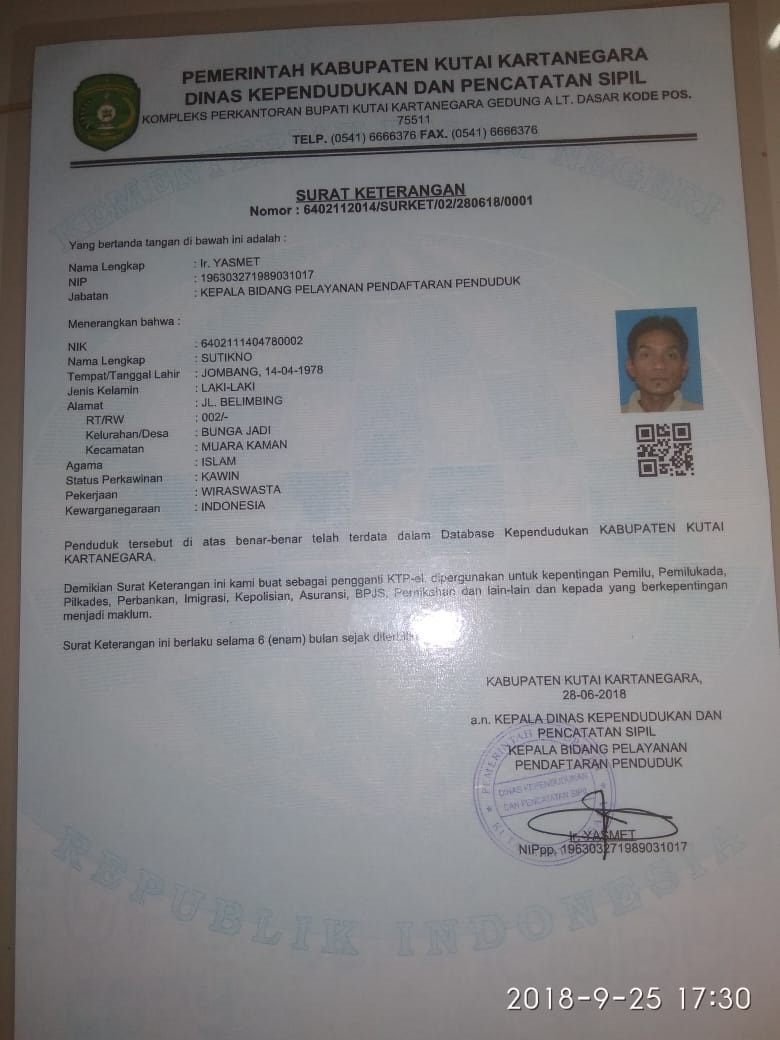 PEMERINTAH KABUPATEN KUTAI KARTANEGARA
DINAS KEPENDUDUKAN DAN PENCATATAN SIPIL
KOMPLEKS PERKANTORAN BUPATI KUTAI KARTANEGARA GEDUNG A LT. DASAR KODE POS.
75511
TELP. (0541) 6666376 FAX. (0541) 6666376
SURAT KETERANGAN
Nomor : 6402112014/SURKET/02/280618/0001
Yang bertanda tangan di bawah ini adalah :
Nama Lengkap : Ir. YASMET
NIP : 196303271989031017
Jabatan : KEPALA BIDANG PELAYANAN PENDAFTARAN PENDUDUK
Menerangkan bahwa :
NIK : 6402111404780002
Nama Lengkap : SUTIKNO
Tempat/Tanggal Lahir : JOMBANG, 14-04-1978
Jenis Kelamin : LAKI-LAKI
Alamat : JL. BELIMBING
RT/RW : 002/-
Kelurahan/Desa : BUNGA JADI
Kecamatan : MUARA KAMAN
Agama : ISLAM
Status Perkawinan : KAWIN
Pekerjaan : WIRASWASTA
Kewarganegaraan : INDONESIA
Penduduk tersebut di atas benar-benar telah terdata dalam Database Kependudukan KABUPATEN KUTAI
KARTANEGARA.
Demikian Surat Keterangan ini kami buat sebagai pengganti KTP-el, dipergunakan untuk kepentingan Pemilu, Pemilukada,
Pilkades, Perbankan, Imigrasi, Kepolisian, Asuransi, BPJS, Pernikahan dan lain-lain dan kepada yang berkepentingan
menjadi maklum.
Surat Keterangan ini berlaku selama 6 (enam) bulan sejak
KABUPATEN KUTAI KARTANEGARA,
28-06-2018
a.n. KEPALA DINAS KEPENDUDUKAN DAN
PENCATATAN SIPIL
KEPALA BIDANG PELAYANAN
PENDAFTARAN PENDUDUK
DINAS KEPENDUDUKAN
DAN PENCATATAN SIPIL
Ir. YASMET
NIPpp. 196303271989031017
REPUBLIK INDONESIA
2018-9-25 17:30